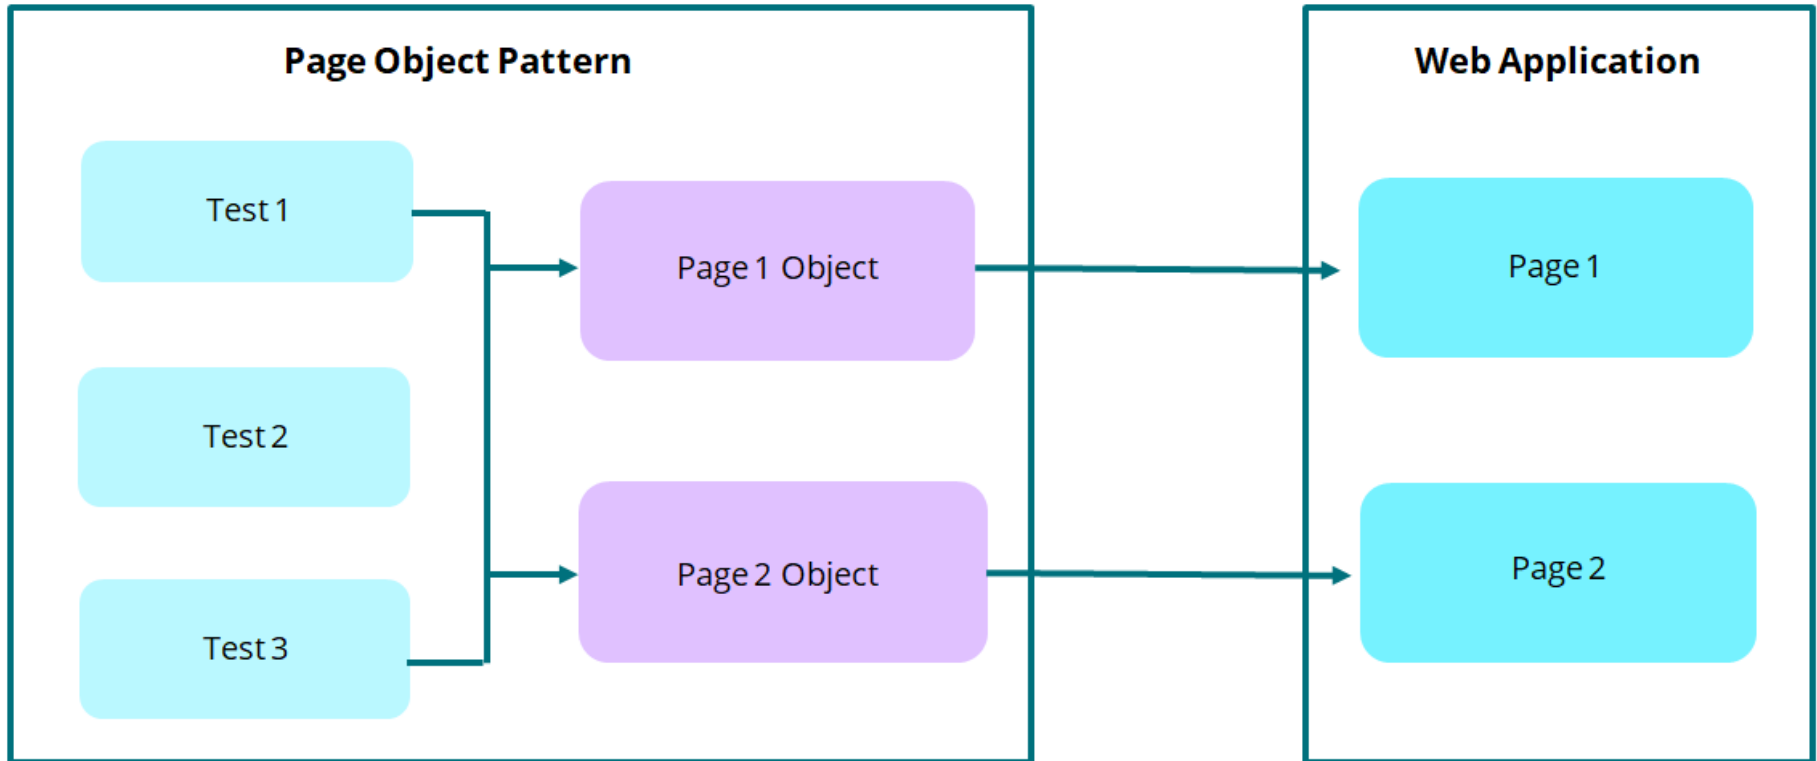 Page Object Pattern
Web Application
Test 1
Page 1 Object
Page 1
Test 2
Page 2 Object
Page 2
Test 3